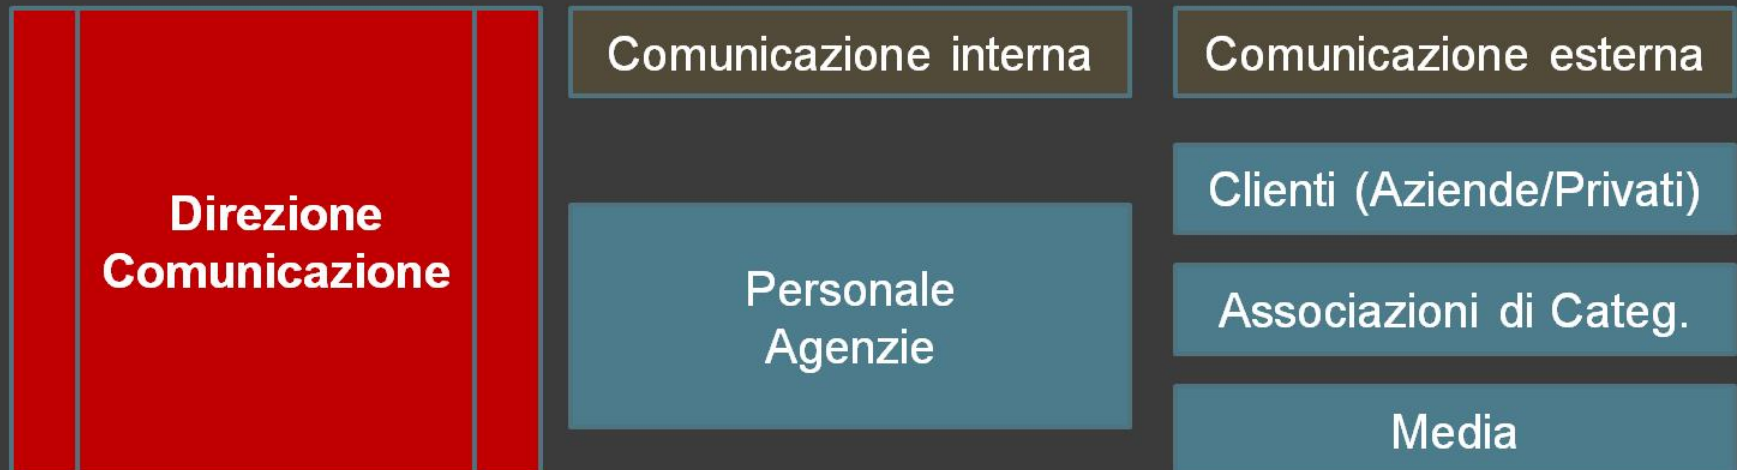 Direzione
Comunicazione
Comunicazione interna
Personale
Agenzie
Comunicazione esterna
Clienti (Aziende/Privati)
Associazioni di Categ.
Media